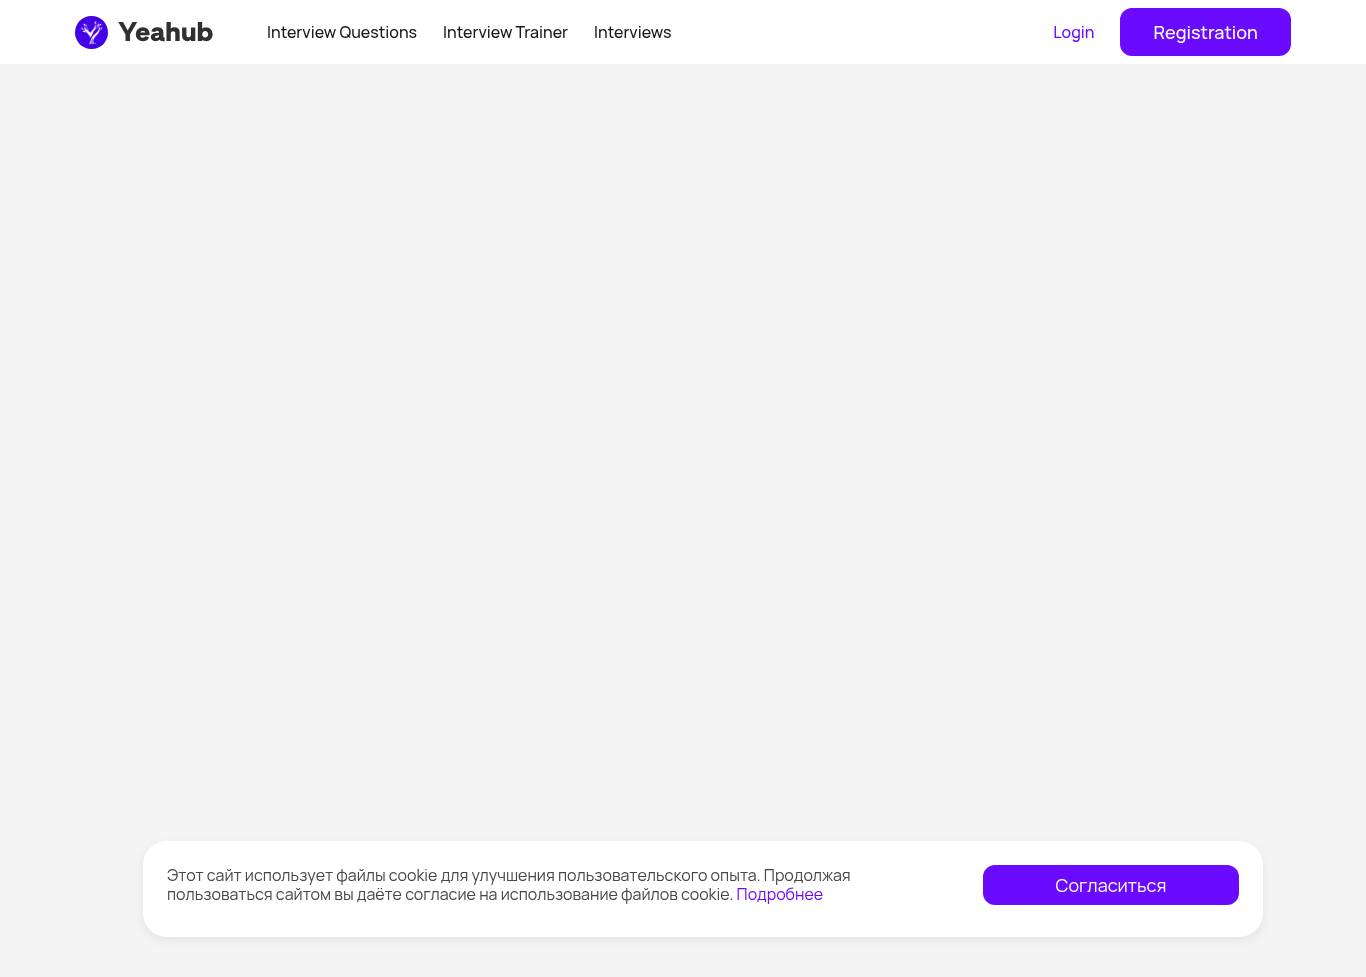 Yeahub
Interview Questions
Interview Trainer
Interviews
Login
Registration
Этот сайт использует файлы cookie для улучшения пользовательского опыта. Продолжая
пользоваться сайтом вы даёте согласие на использование файлов cookie. Подробнее
Согласиться